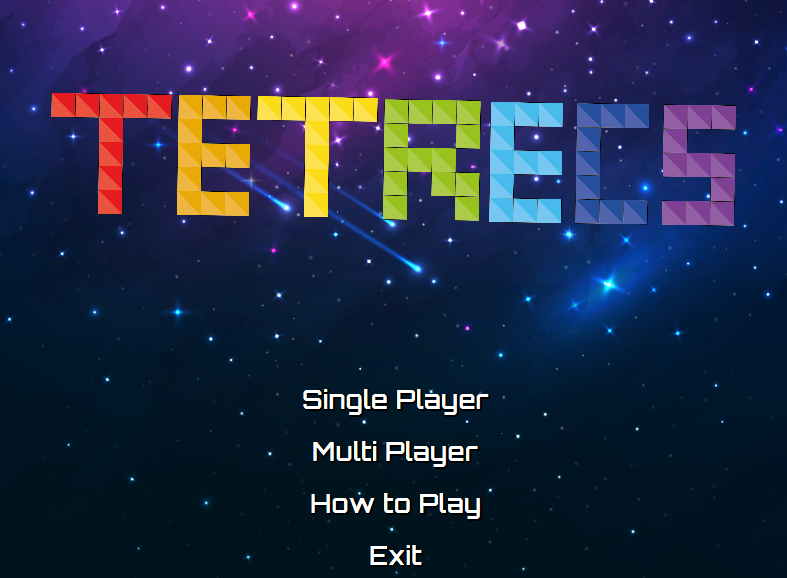 TETRECS
Single Player
Multi Player
How to Play
Exit